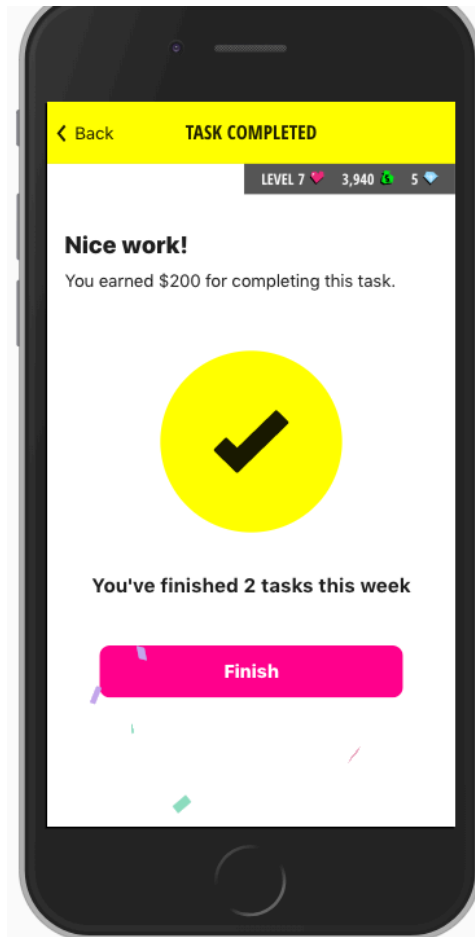 Back TASK COMPLETED
LEVEL 7 3,940 5
Nice work!
You earned $200 for completing this task.
You've finished 2 tasks this week
Finish